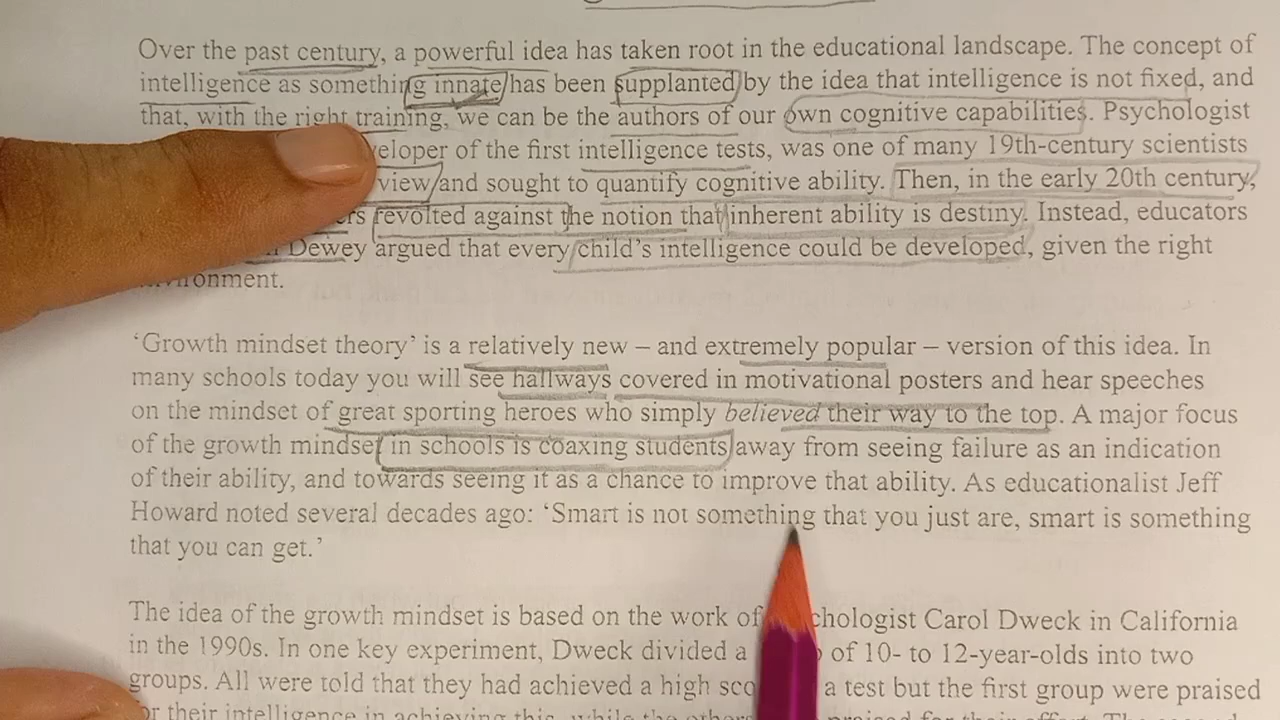 Over the past century, a powerful idea has taken root in the educational landscape. The concept of
intelligence as something innate has been supplanted by the idea that intelligence is not fixed, and
that, with the right training, we can be the authors of our own cognitive capabilities. Psychologist
of the first intelligence tests, was one of many 19th-century scientists
view and sought to quantify cognitive ability. Then, in the early 20th century,
revolted against the notion that inherent ability is destiny. Instead, educators
Dewey argued that every child's intelligence could be developed, given the right
‘Growth mindset theory’ is a relatively new – and extremely popular – version of this idea. In
many schools today you will see hallways covered in motivational posters and hear speeches
on the mindset of great sporting heroes who simply believed their way to the top. A major focus
of the growth mindset in schools is coaxing students away from seeing failure as an indication
of their ability, and towards seeing it as a chance to improve that ability. As educationalist Jeff
Howard noted several decades ago: ‘Smart is not something that you just are, smart is something
that you can get.’
The idea of the growth mindset is based on the work of Carol Dweck in California
in the 1990s. In one key experiment, Dweck divided a of 10- to 12-year-olds into two
groups. All were told that they had achieved a high a test but the first group were praised
their intelligence in achieving this, while the